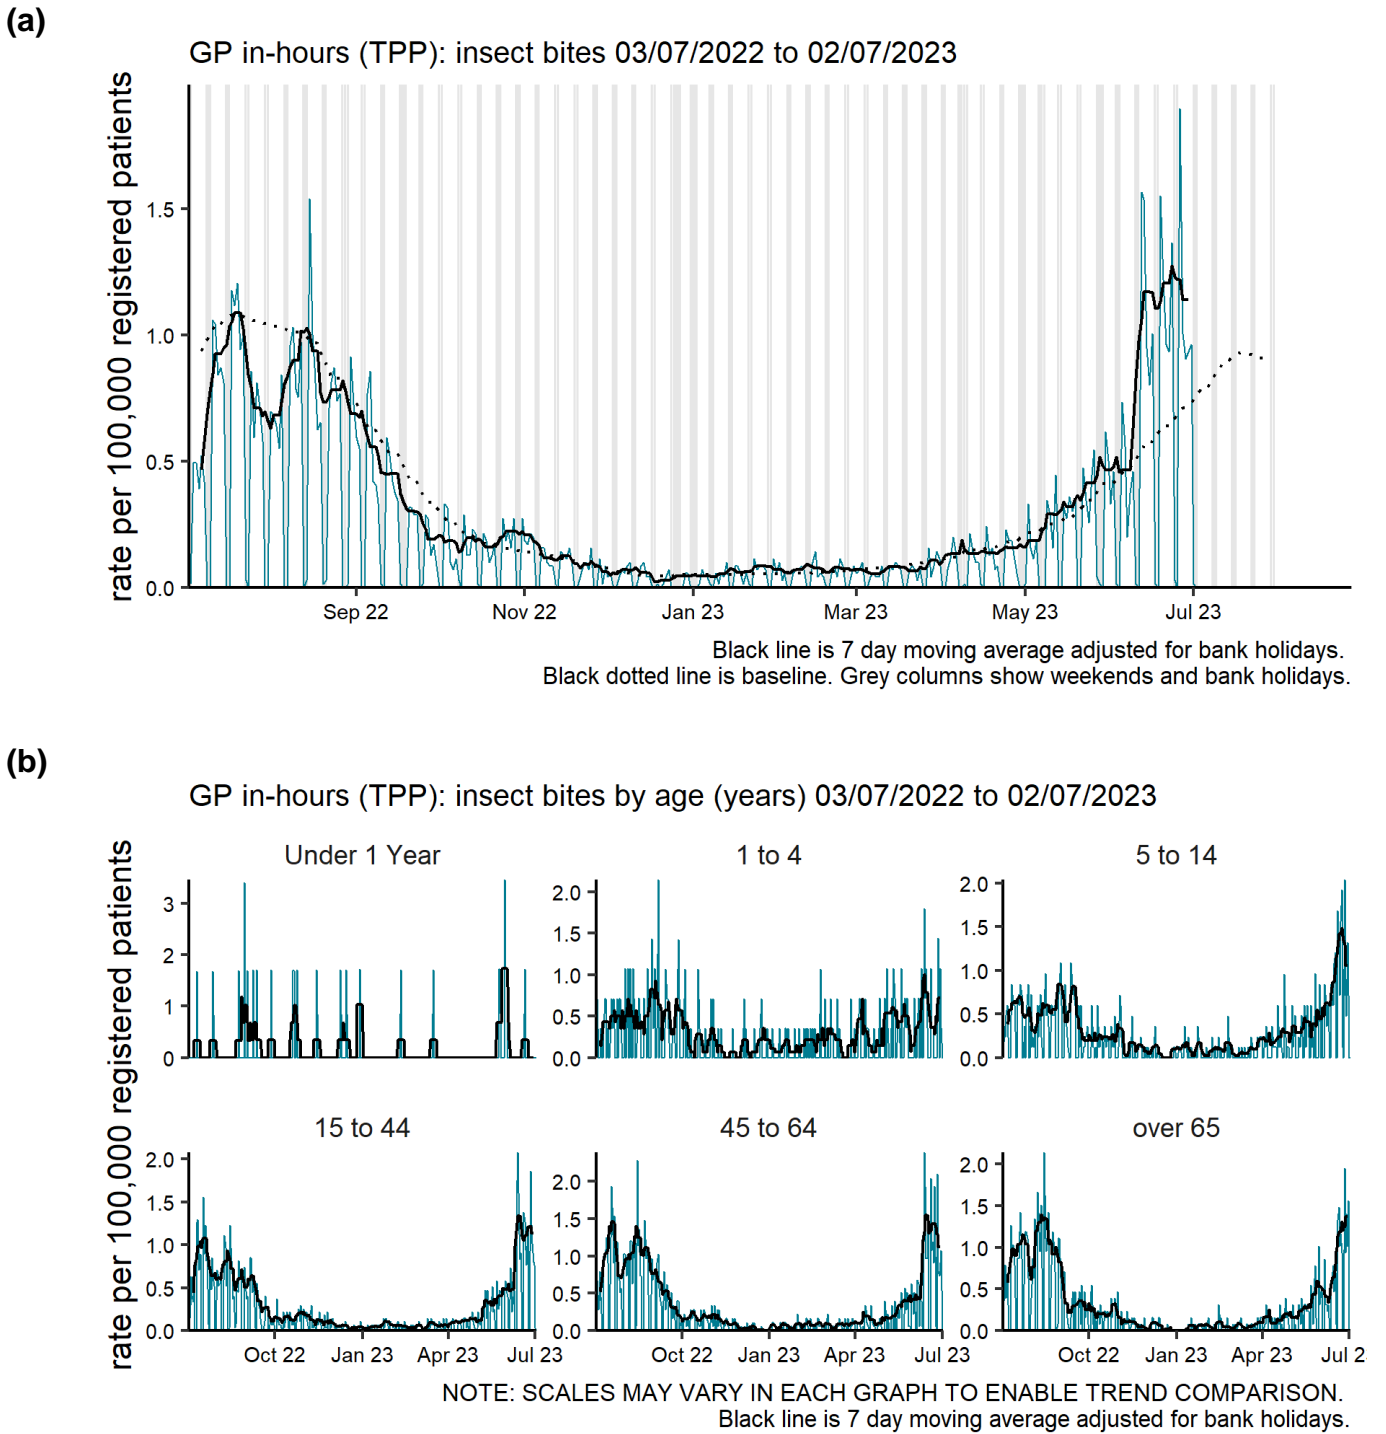 (a)
GP in-hours (TPP): insect bites 03/07/2022 to 02/07/2023
rate per 100,000 registered patients
1.5
1.0
0.5
0.0
Sep 22 Nov 22 Jan 23 Mar 23 May 23 Jul 23
Black line is 7 day moving average adjusted for bank holidays.
Black dotted line is baseline. Grey columns show weekends and bank holidays.
(b)
GP in-hours (TPP): insect bites by age (years) 03/07/2022 to 02/07/2023
rate per 100,000 registered patients
Under 1 Year
3
2
1
0
1 to 4
2.0
1.5
1.0
0.5
0.0
5 to 14
2.0
1.5
1.0
0.5
0.0
15 to 44
2.0
1.5
1.0
0.5
0.0
Oct 22 Jan 23 Apr 23 Jul 23
45 to 64
2.0
1.5
1.0
0.5
0.0
Oct 22 Jan 23 Apr 23 Jul 23
over 65
2.0
1.5
1.0
0.5
0.0
Oct 22 Jan 23 Apr 23 Jul 2
NOTE: SCALES MAY VARY IN EACH GRAPH TO ENABLE TREND COMPARISON.
Black line is 7 day moving average adjusted for bank holidays.